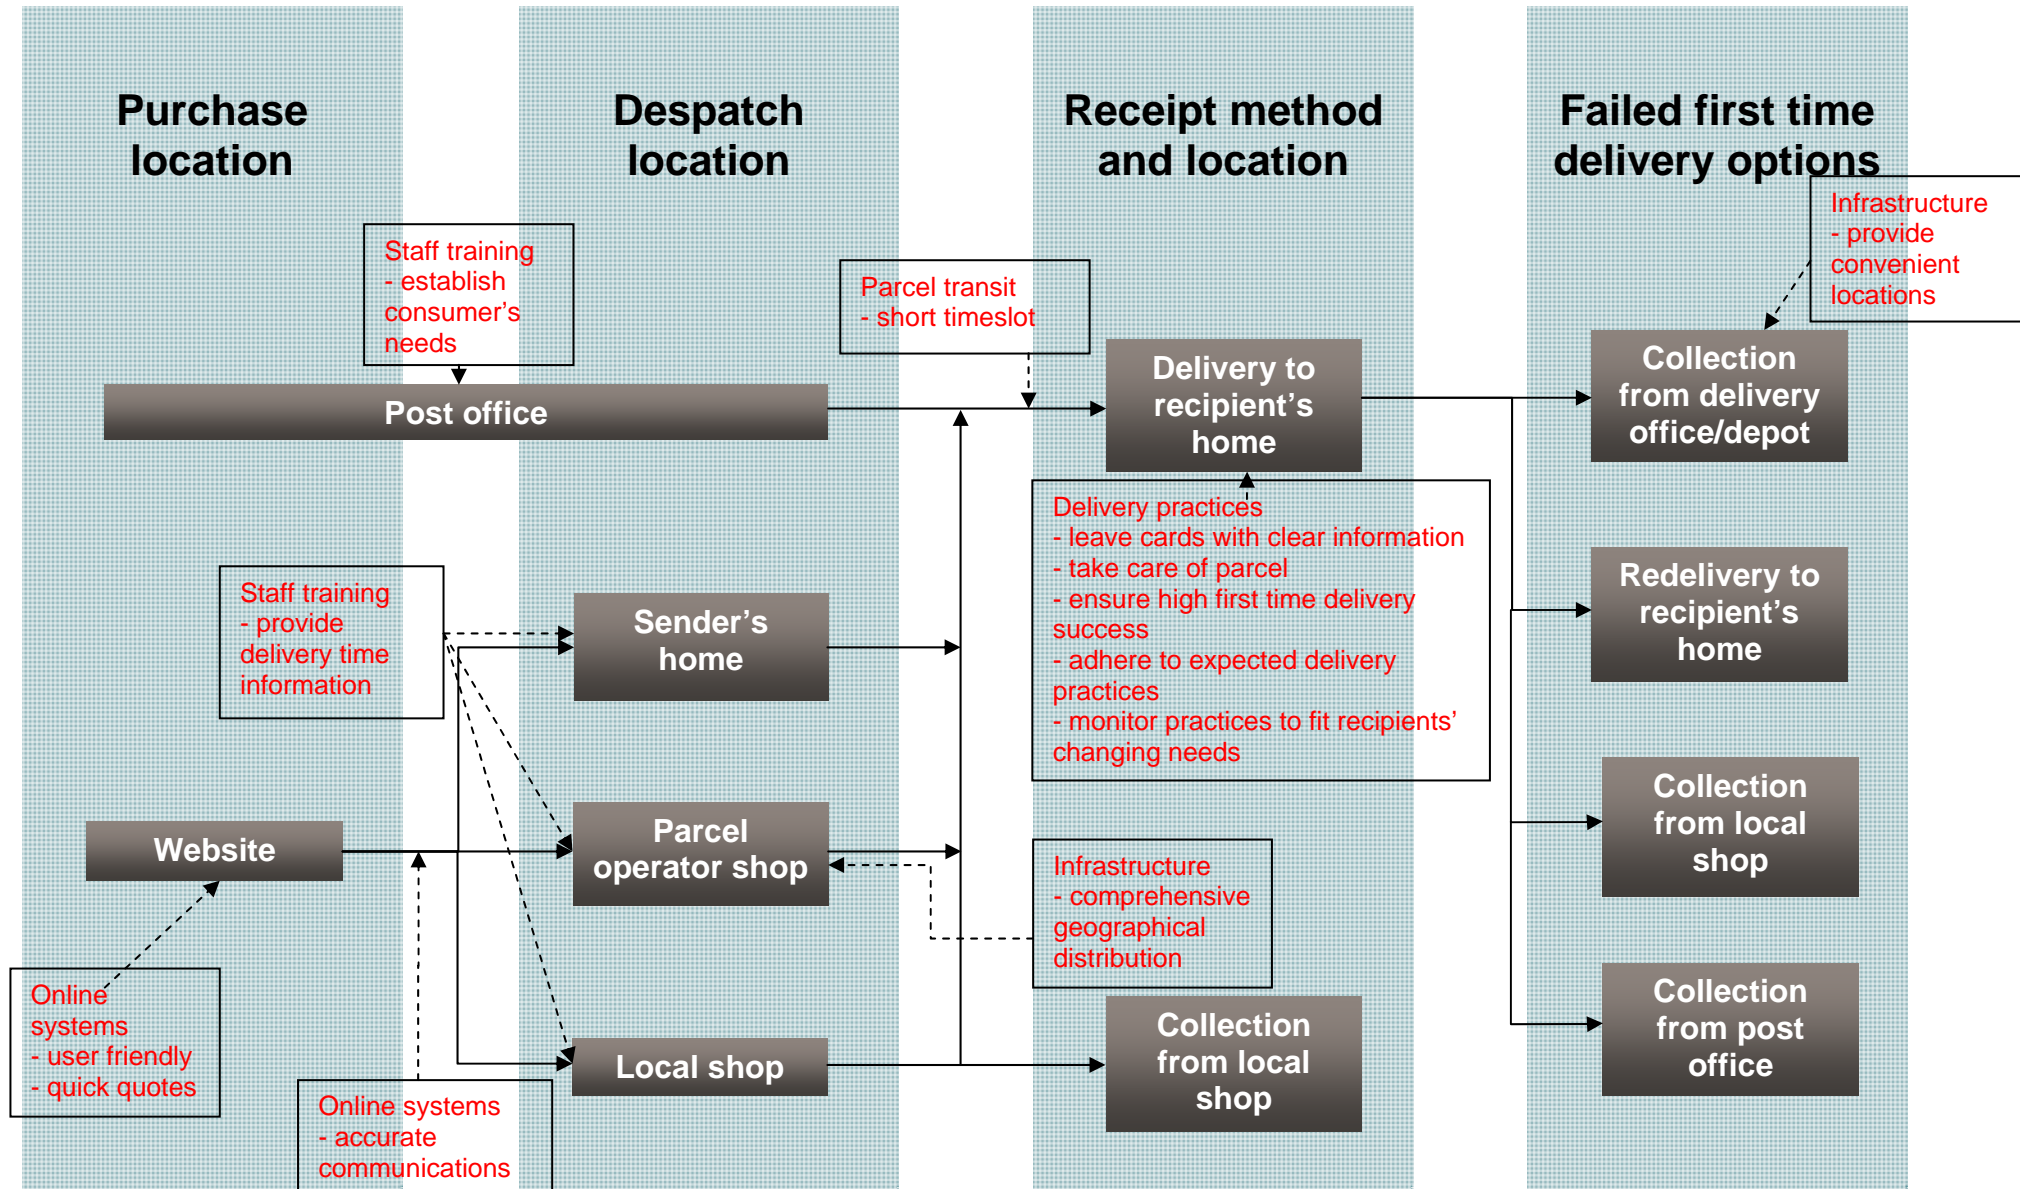 Purchase
location
Despatch
location
Receipt method
and location
Failed first time
delivery options
Staff training
- establish
consumer’s
needs
Post office
Staff training
- provide
delivery time
information
Website
Online
systems
- user friendly
- quick quotes
Online systems
- accurate
communications
Sender’s
home
Parcel
operator shop
Local shop
Parcel transit
- short timeslot
Delivery to
recipient’s
home
Delivery practices
- leave cards with clear information
- take care of parcel
- ensure high first time delivery
success
- adhere to expected delivery
practices
- monitor practices to fit recipients’
changing needs
Infrastructure
- comprehensive
geographical
distribution
Collection
from local
shop
Infrastructure
- provide
convenient
locations
Collection
from delivery
office/depot
Redelivery to
recipient’s
home
Collection
from local
shop
Collection
from post
office